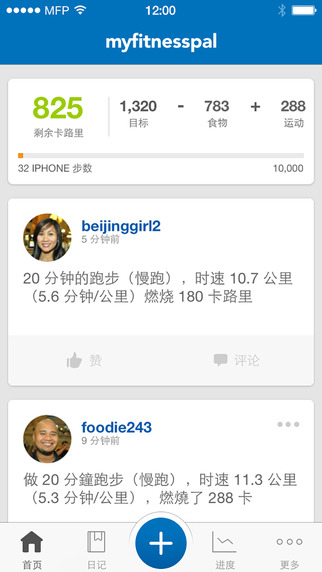 MFP 12:00
myfitnesspal
825 1,320 - 783 + 288
剩余卡路里 目标 食物 运动
32 IPHONE 步数 10,000
beijinggirl2
5 分钟前
20 分钟的跑步（慢跑），时速 10.7 公里
（5.6 分钟/公里）燃烧 180 卡路里
赞 评论
foodie243
9 分钟前
做 20 分鐘跑步（慢跑），時速 11.3 公里
（5.3 分鐘/公里），燃燒了 288 卡
首页 日记 进度 更多